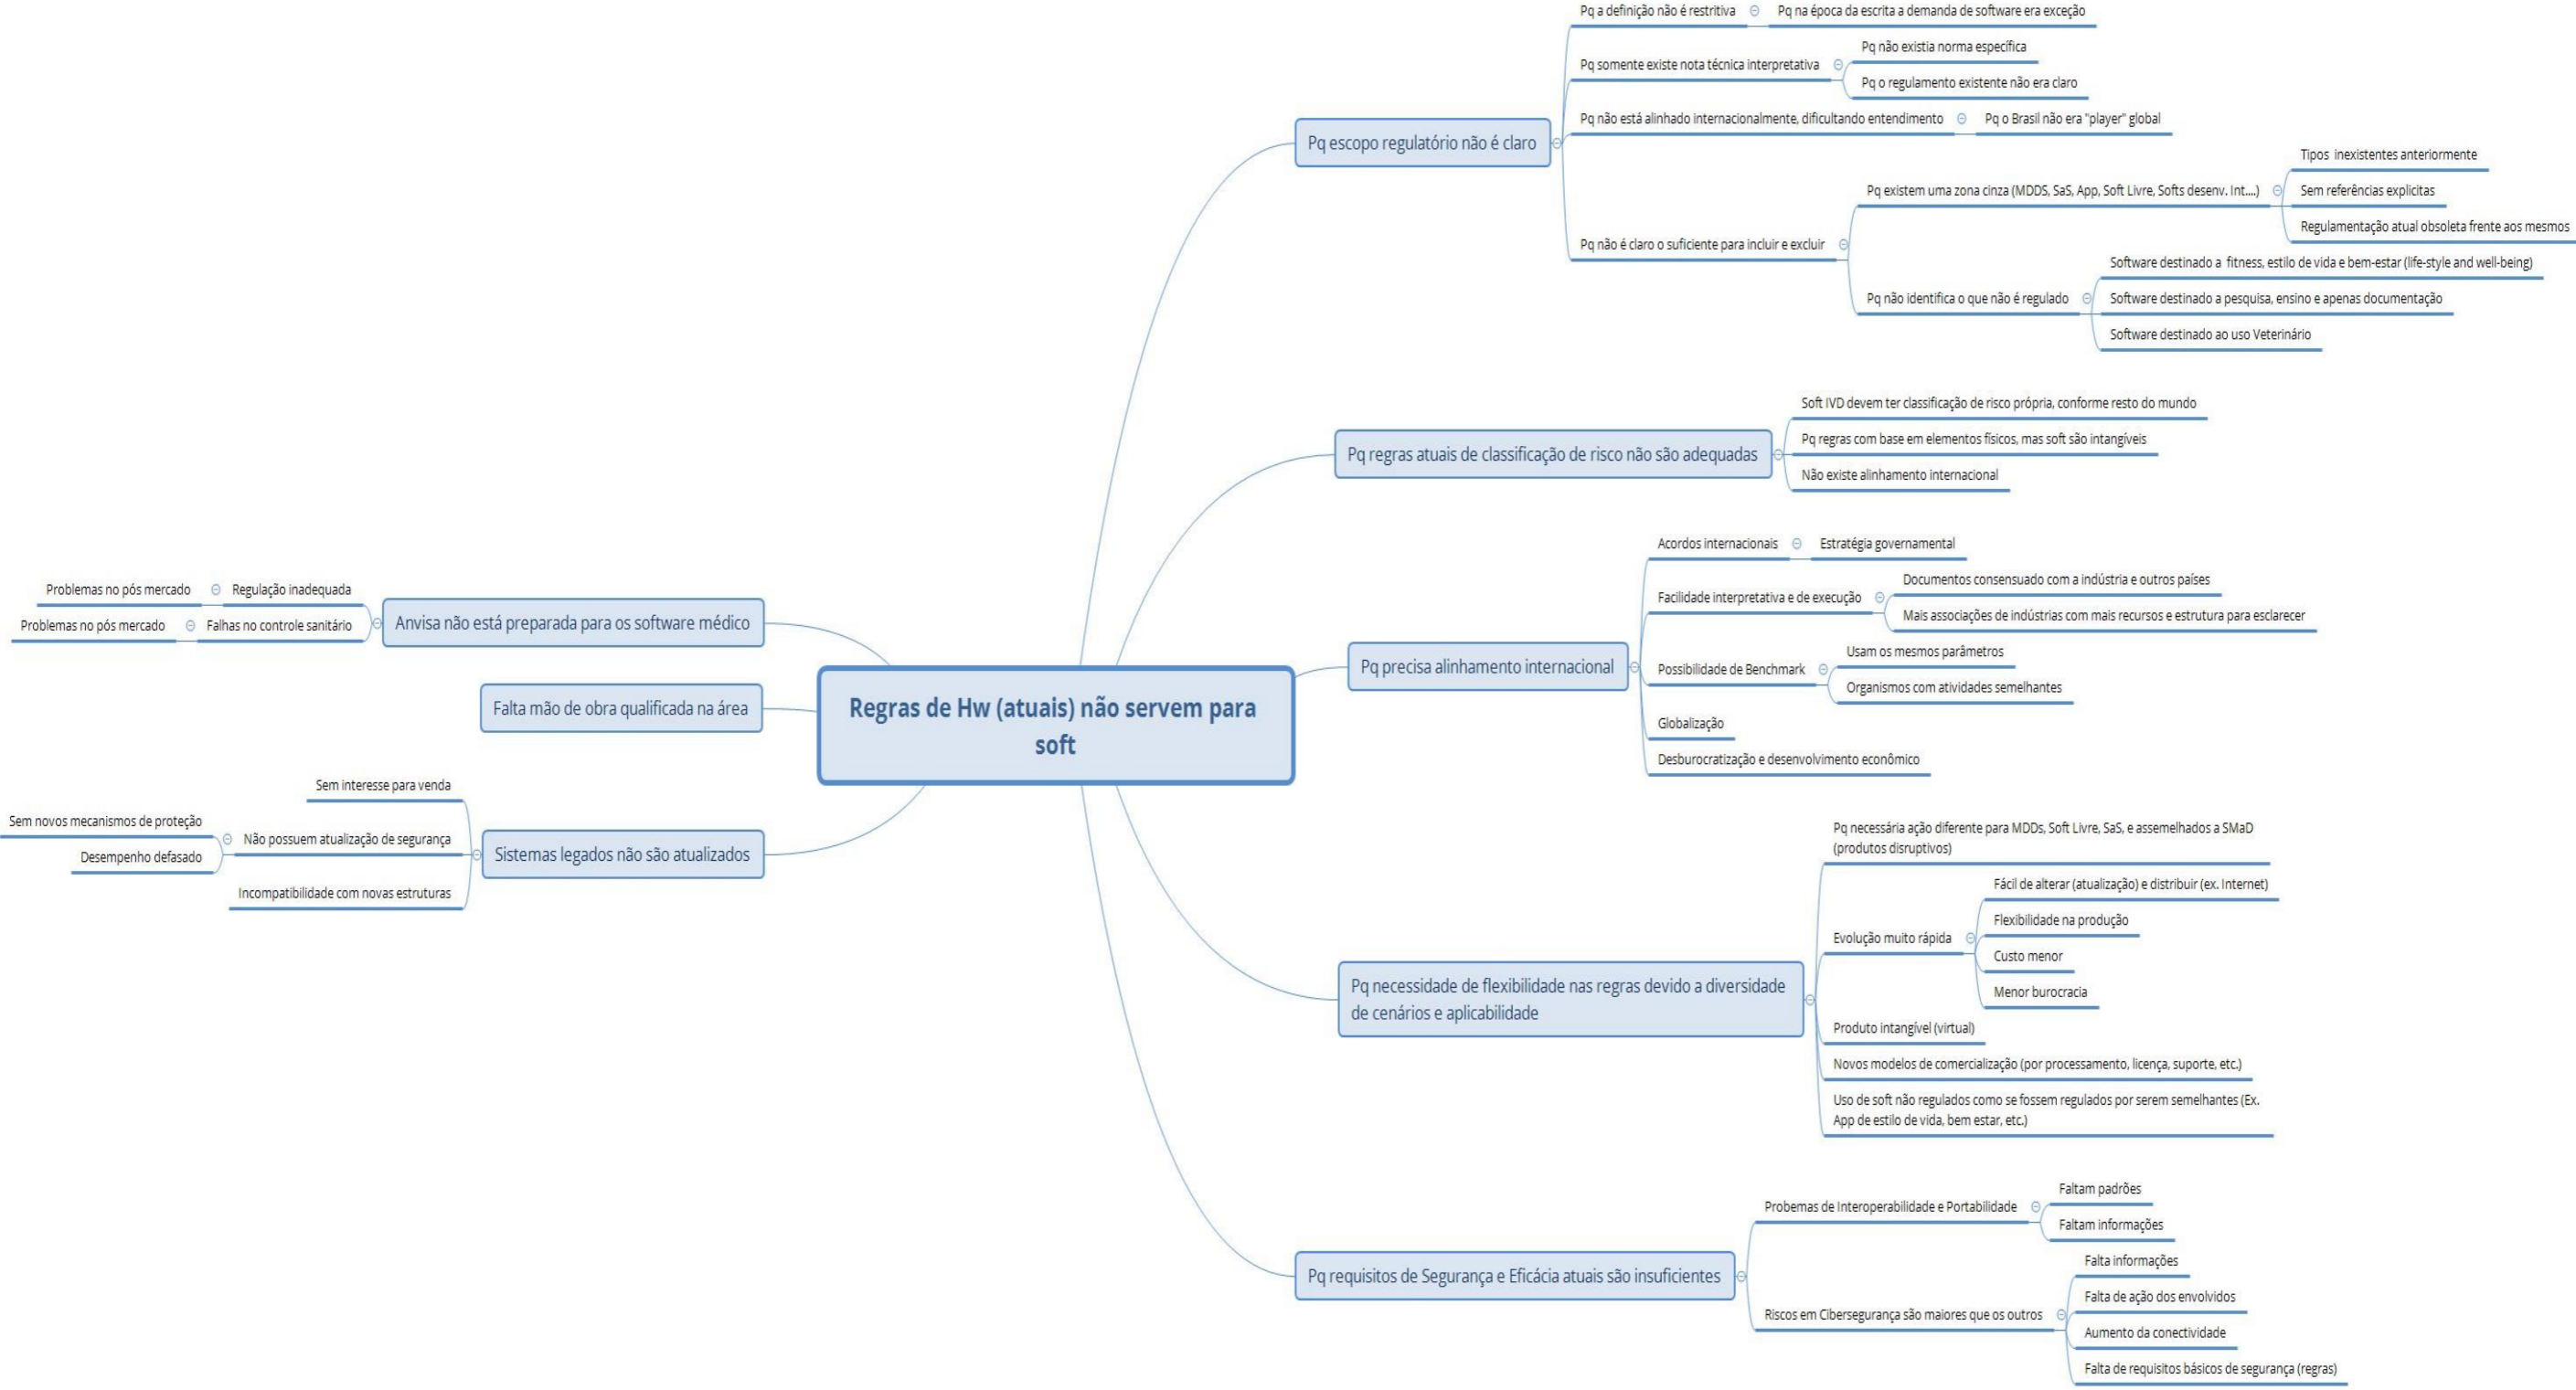 Regras de Hw (atuais) não servem para
soft
Pq escopo regulatório não é claro
Pq a definição não é restritiva
Pq na época da escrita a demanda de software era exceção
Pq somente existe nota técnica interpretativa
Pq não existia norma específica
Pq o regulamento existente não era claro
Pq não está alinhado internacionalmente, dificultando entendimento
Pq o Brasil não era "player" global
Pq não é claro o suficiente para incluir e excluir
Pq existem uma zona cinza (MDDS, SaS, App, Soft Livre, Softs desenv. Int....)
Tipos inexistentes anteriormente
Sem referências explicitas
Regulamentação atual obsoleta frente aos mesmos
Pq não identifica o que não é regulado
Software destinado a fitness, estilo de vida e bem-estar (life-style and well-being)
Software destinado a pesquisa, ensino e apenas documentação
Software destinado ao uso Veterinário
Pq regras atuais de classificação de risco não são adequadas
Soft IVD devem ter classificação de risco própria, conforme resto do mundo
Pq regras com base em elementos físicos, mas soft são intangíveis
Não existe alinhamento internacional
Pq precisa alinhamento internacional
Acordos internacionais
Estratégia governamental
Facilidade interpretativa e de execução
Documentos consensuado com a indústria e outros países
Mais associações de indústrias com mais recursos e estrutura para esclarecer
Possibilidade de Benchmark
Usam os mesmos parâmetros
Organismos com atividades semelhantes
Globalização
Desburocratização e desenvolvimento econômico
Pq necessidade de flexibilidade nas regras devido a diversidade
de cenários e aplicabilidade
Pq necessária ação diferente para MDDs, Soft Livre, SaS, e assemelhados a SMaD
(produtos disruptivos)
Evolução muito rápida
Fácil de alterar (atualização) e distribuir (ex. Internet)
Flexibilidade na produção
Custo menor
Menor burocracia
Produto intangível (virtual)
Novos modelos de comercialização (por processamento, licença, suporte, etc.)
Uso de soft não regulados como se fossem regulados por serem semelhantes (Ex.
App de estilo de vida, bem estar, etc.)
Pq requisitos de Segurança e Eficácia atuais são insuficientes
Probemas de Interoperabilidade e Portabilidade
Faltam padrões
Faltam informações
Riscos em Cibersegurança são maiores que os outros
Falta informações
Falta de ação dos envolvidos
Aumento da conectividade
Falta de requisitos básicos de segurança (regras)
Anvisa não está preparada para os software médico
Regulação inadequada
Problemas no pós mercado
Falhas no controle sanitário
Problemas no pós mercado
Falta mão de obra qualificada na área
Sistemas legados não são atualizados
Sem interesse para venda
Não possuem atualização de segurança
Sem novos mecanismos de proteção
Desempenho defasado
Incompatibilidade com novas estruturas